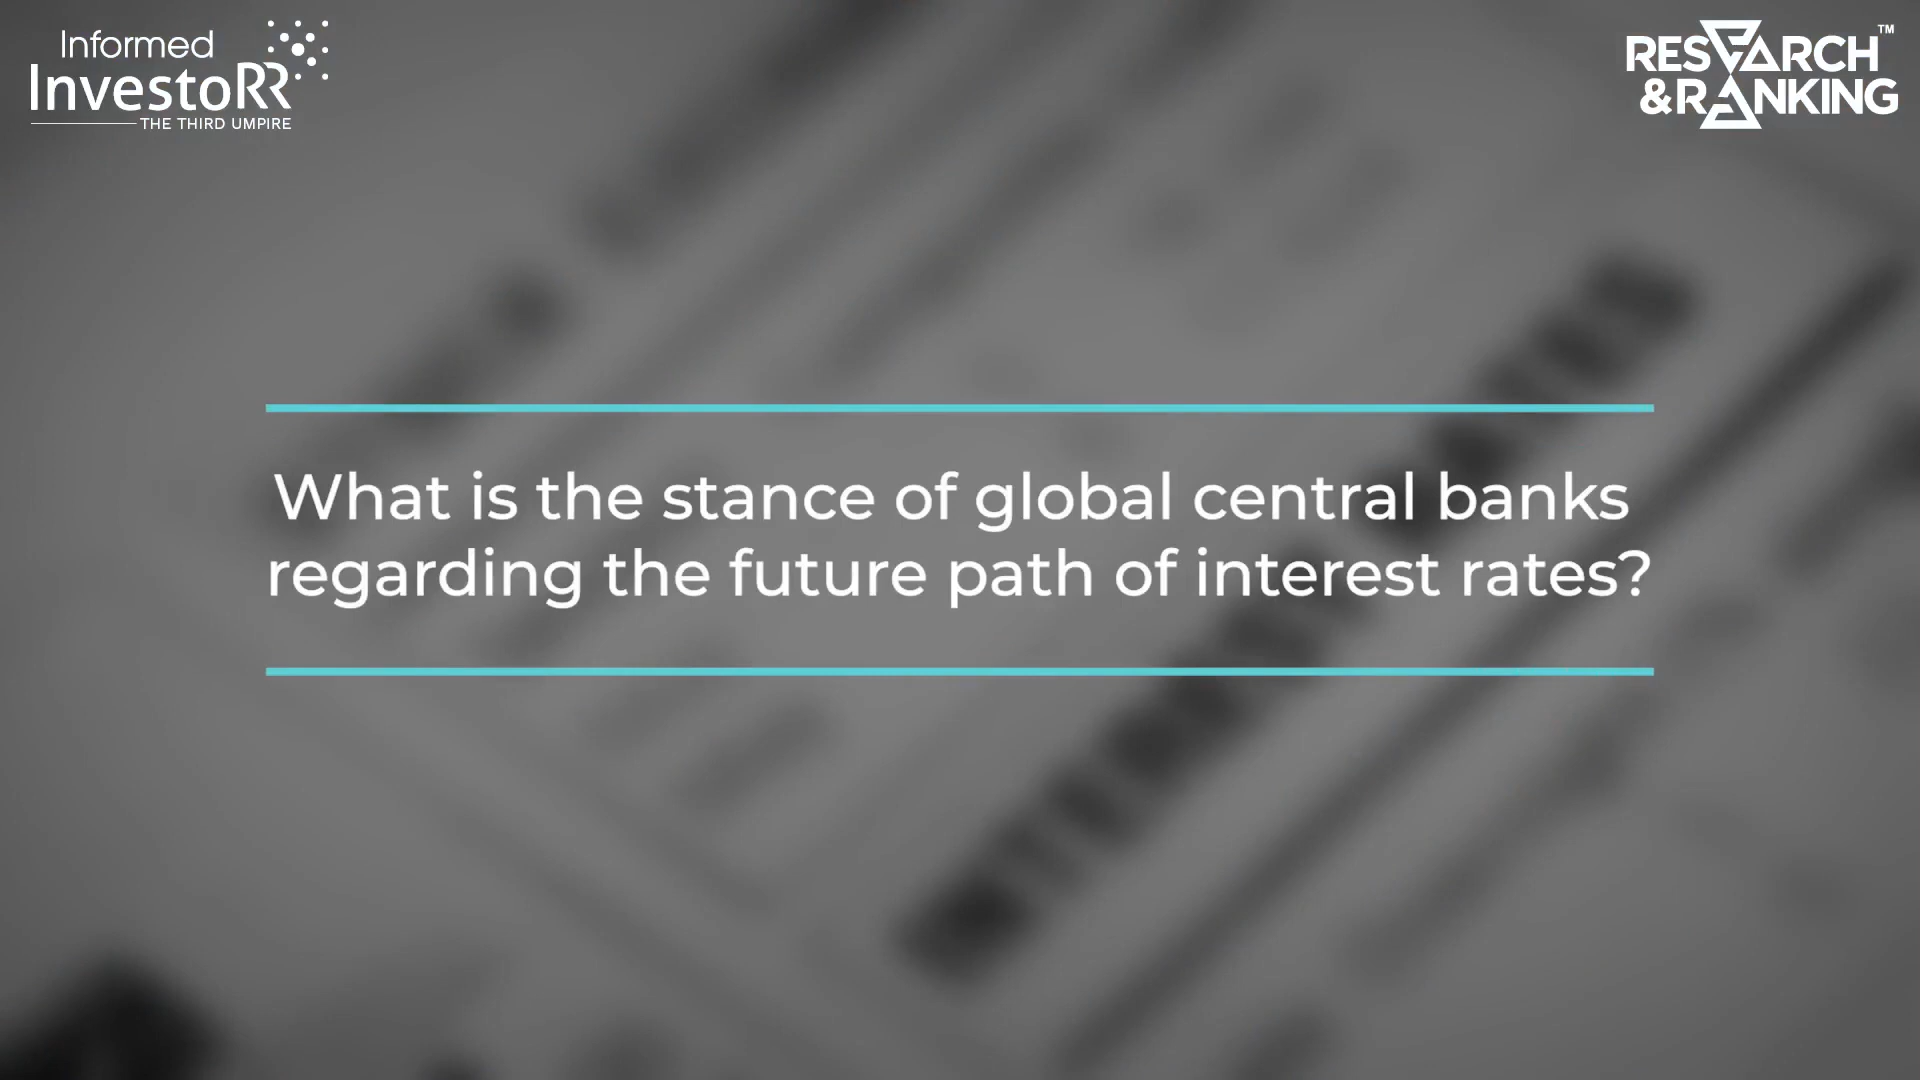 Informed
InvestoRR
THE THIRD UMPIRE
RESEARCH™
&RANKING
What is the stance of global central banks
regarding the future path of interest rates?